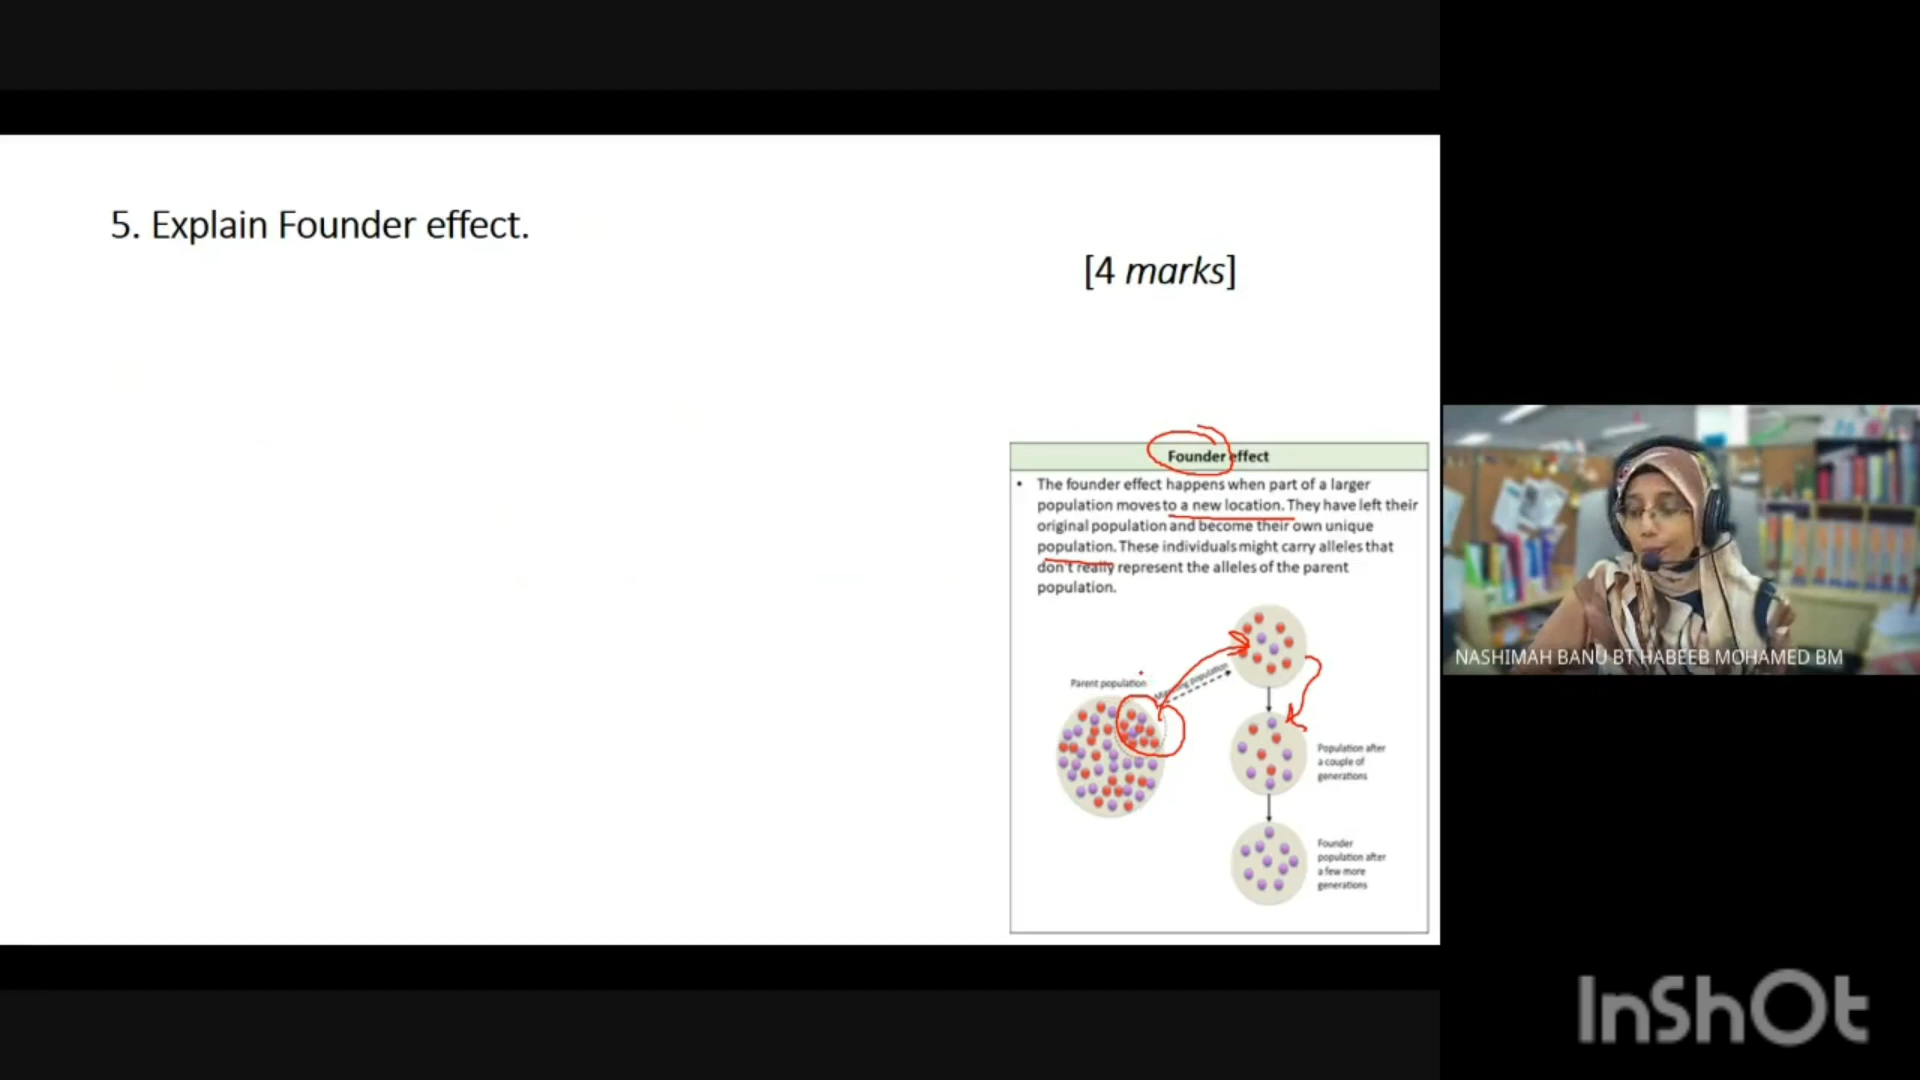 5. Explain Founder effect.
[4 marks]
Founder effect
• The founder effect happens when part of a larger
population moves to a new location. They have left their
original population and become their own unique
population. These individuals might carry alleles that
don't really represent the alleles of the parent
population.
Parent population
population
Population after
a couple of
generations
Founder
population after
a few more
generations
NASHIMAH BANU BT HABEEB MOHAMED BM
InShOt